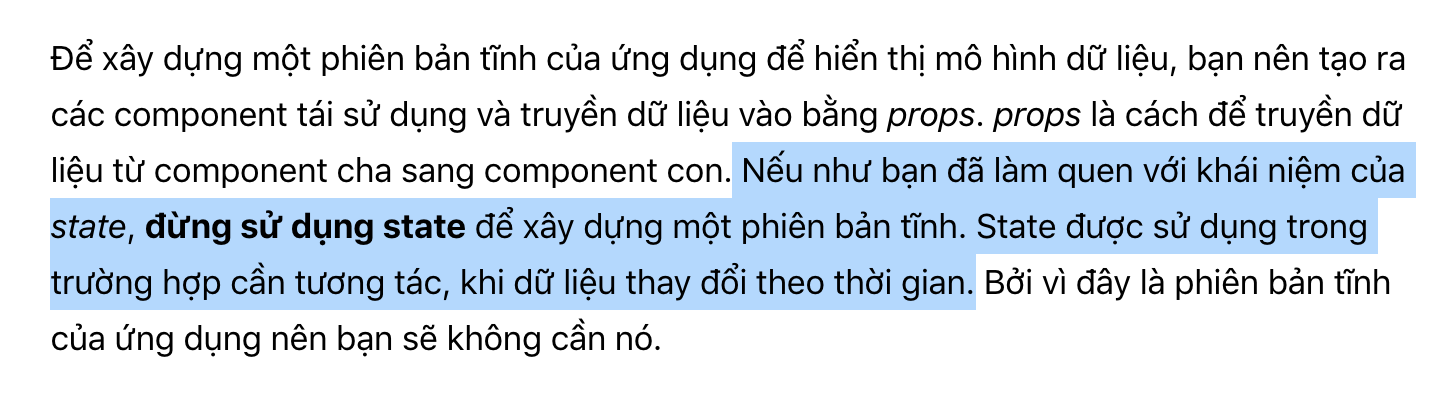 Để xây dựng một phiên bản tĩnh của ứng dụng để hiển thị mô hình dữ liệu, bạn nên tạo ra
các component tái sử dụng và truyền dữ liệu vào bằng props. props là cách để truyền dữ
liệu từ component cha sang component con. Nếu như bạn đã làm quen với khái niệm của
state, đừng sử dụng state để xây dựng một phiên bản tĩnh. State được sử dụng trong
trường hợp cần tương tác, khi dữ liệu thay đổi theo thời gian. Bởi vì đây là phiên bản tĩnh
của ứng dụng nên bạn sẽ không cần nó.